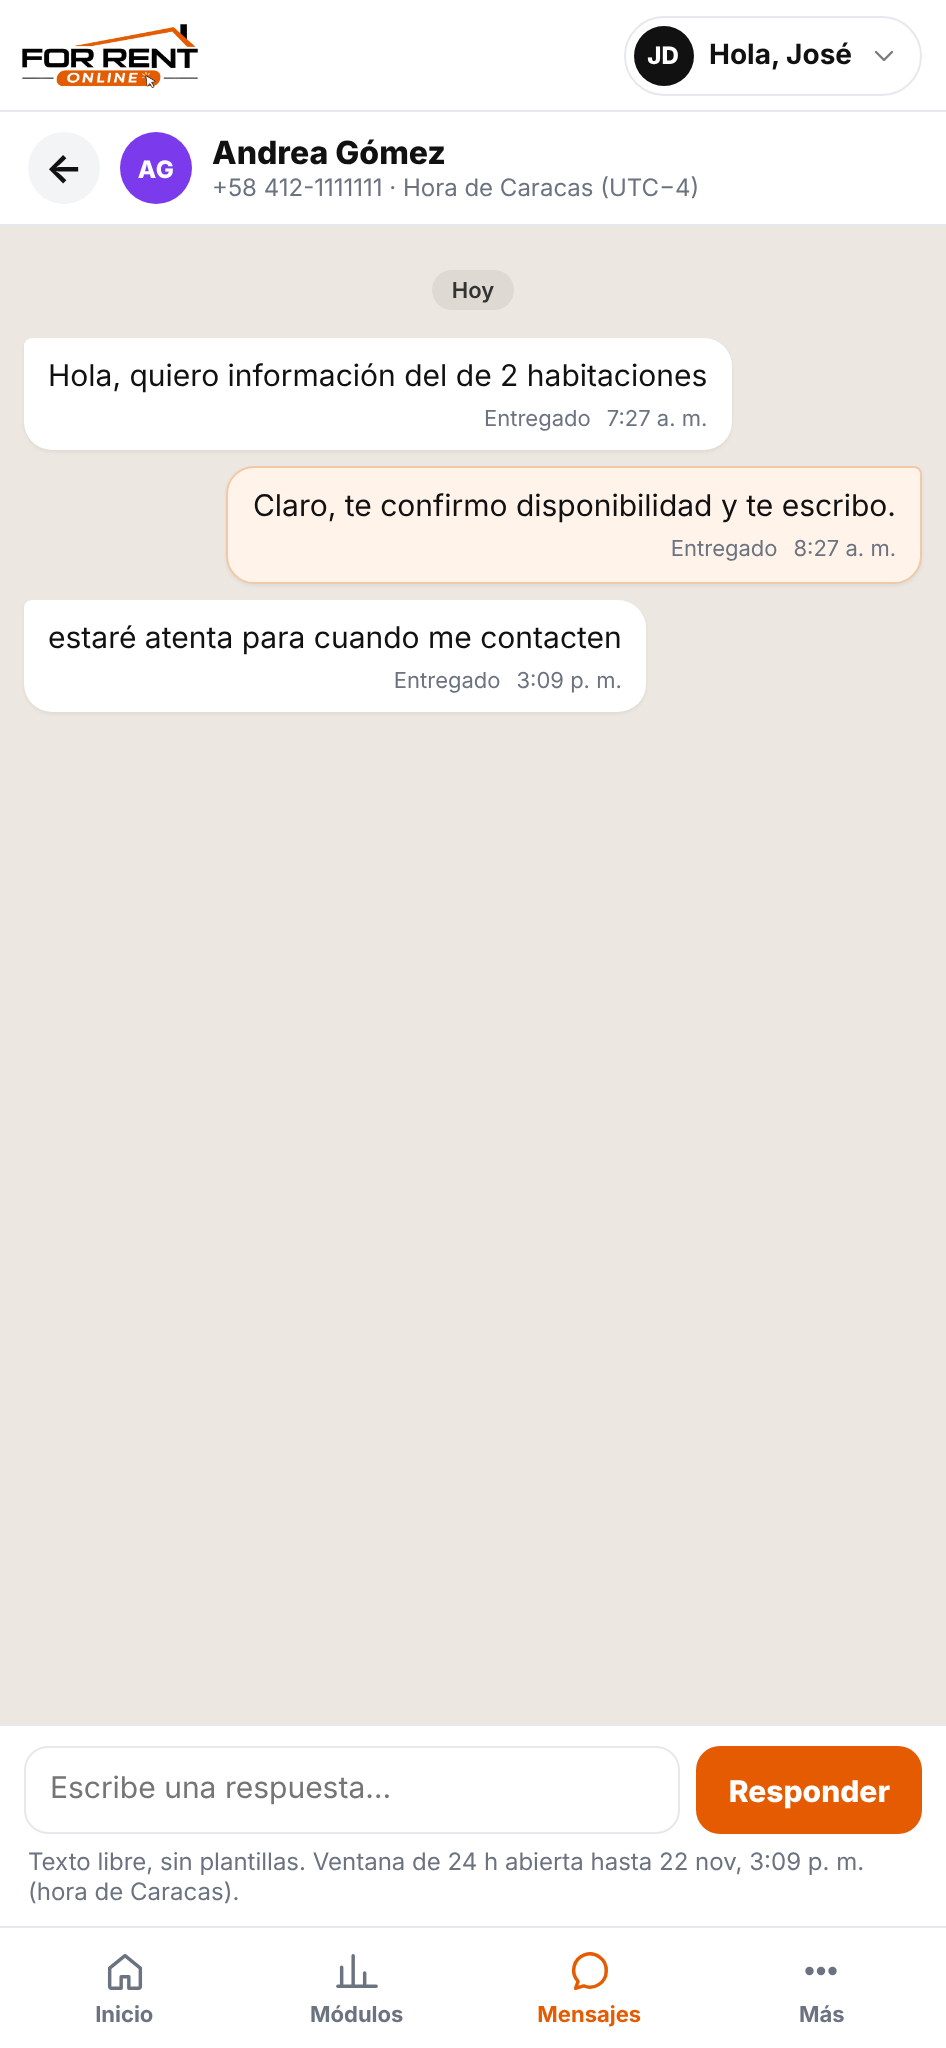 FOR RENT
ONLINE
JD
Hola, José
AG
Andrea Gómez
+58 412-1111111 · Hora de Caracas (UTC−4)
Hoy
Hola, quiero información del de 2 habitaciones
Entregado 7:27 a. m.
Claro, te confirmo disponibilidad y te escribo.
Entregado 8:27 a. m.
estaré atenta para cuando me contacten
Entregado 3:09 p. m.
Escribe una respuesta...
Responder
Texto libre, sin plantillas. Ventana de 24 h abierta hasta 22 nov, 3:09 p. m.
(hora de Caracas).
Inicio
Módulos
Mensajes
Más